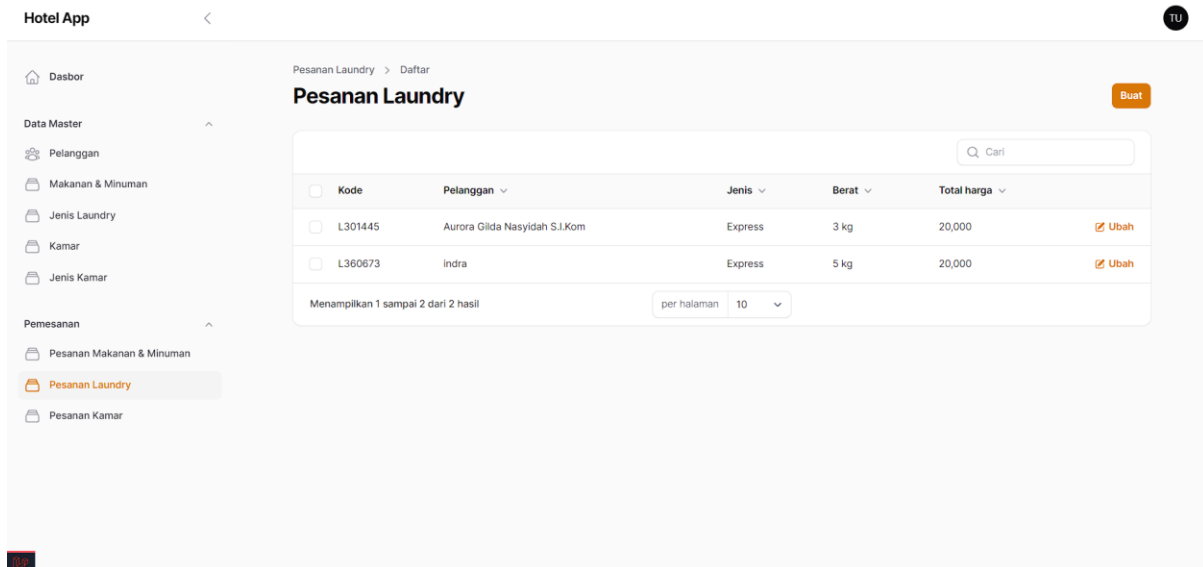 Hotel App
TU
Dasbor
Data Master
Pelanggan
Makanan & Minuman
Jenis Laundry
Kamar
Jenis Kamar
Pemesanan
Pesanan Makanan & Minuman
Pesanan Laundry
Pesanan Kamar
Pesanan Laundry > Daftar
Pesanan Laundry
Buat
Cari
Kode Pelanggan Jenis Berat Total harga
L301445 Aurora Gilda Nasyidah S.I.Kom Express 3 kg 20,000 Ubah
L360673 indra Express 5 kg 20,000 Ubah
Menampilkan 1 sampai 2 dari 2 hasil per halaman 10